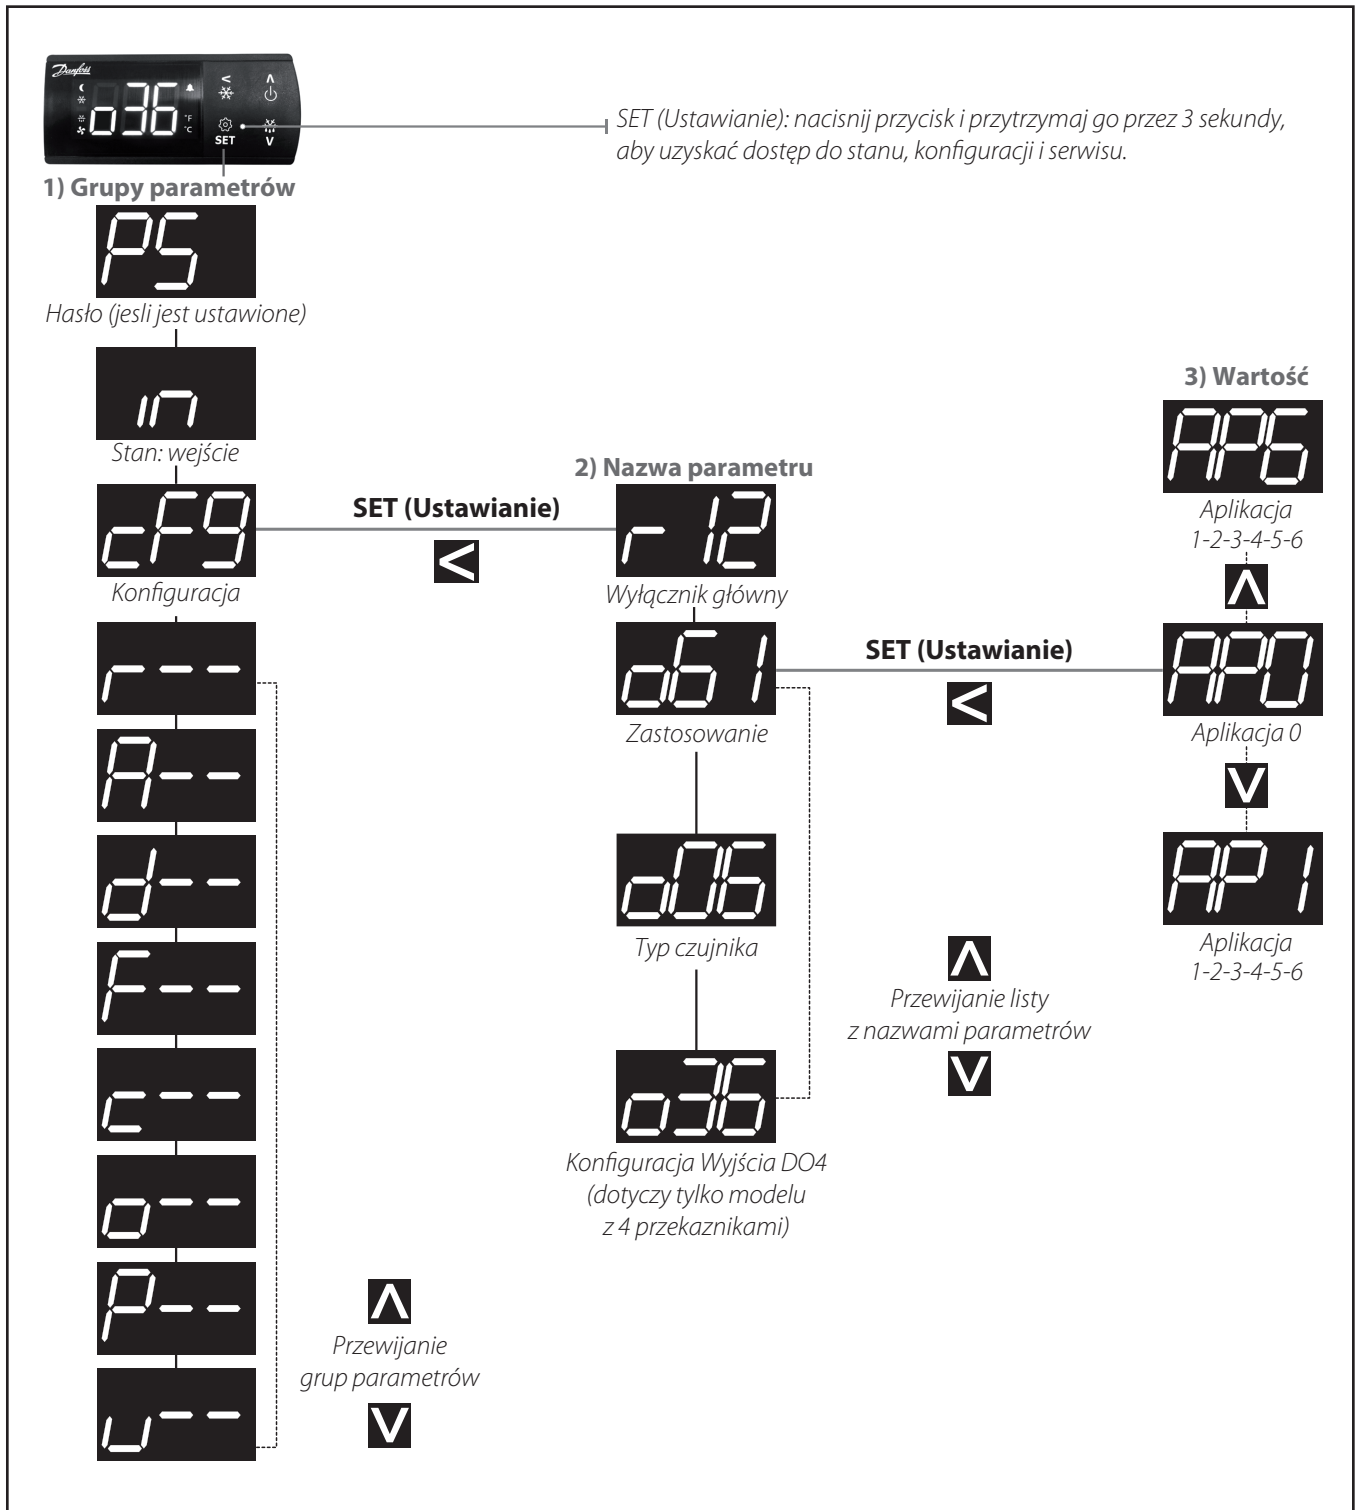 Danfoss
o36
°F
°C
SET
SET (Ustawianie): nacisnij przycisk i przytrzymaj go przez 3 sekundy,
aby uzyskać dostęp do stanu, konfiguracji i serwisu.
1) Grupy parametrów
PS
Hasło (jesli jest ustawione)
in
Stan: wejście
cFg
Konfiguracja
r--
A--
d--
F--
c--
o--
P--
u--
Przewijanie
grup parametrów
SET (Ustawianie)
<
2) Nazwa parametru
r12
Wyłącznik główny
o61
Zastosowanie
o06
Typ czujnika
o36
Konfiguracja Wyjścia DO4
(dotyczy tylko modelu
z 4 przekaznikami)
Przewijanie listy
z nazwami parametrów
SET (Ustawianie)
<
3) Wartość
AP6
Aplikacja
1-2-3-4-5-6
AP0
Aplikacja 0
AP1
Aplikacja
1-2-3-4-5-6